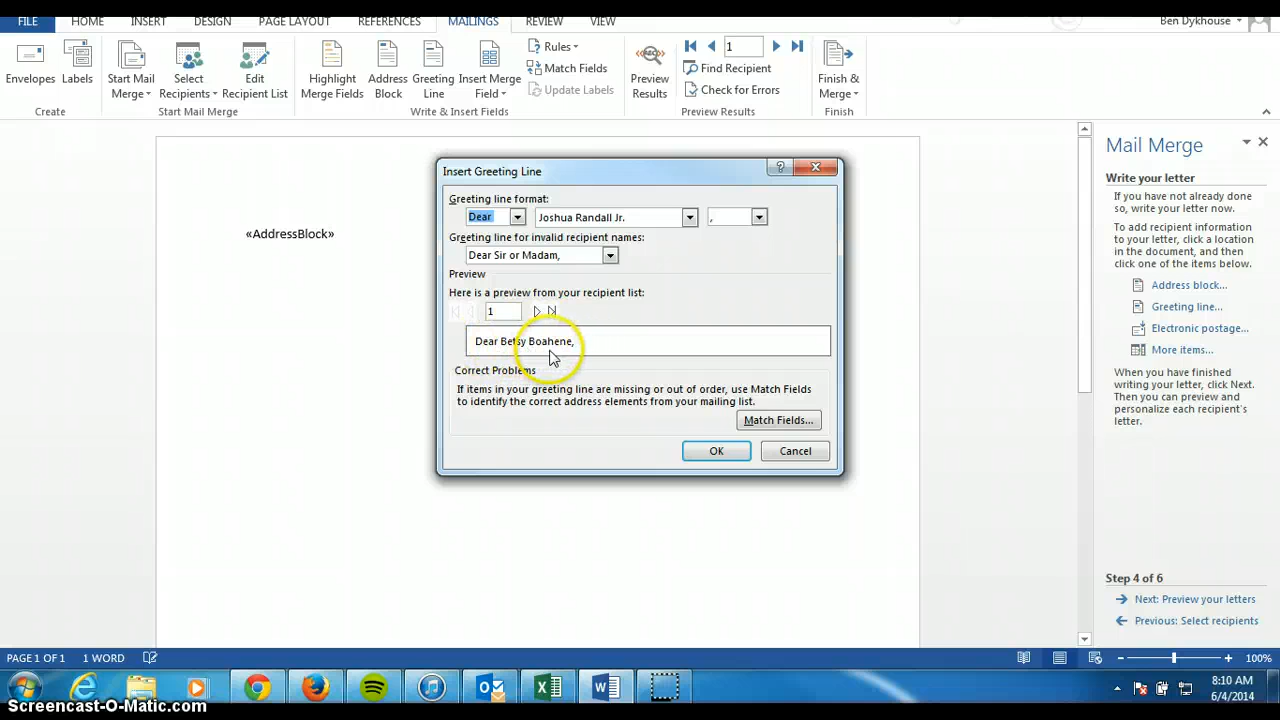 FILE HOME INSERT DESIGN PAGE LAYOUT REFERENCES MAILINGS REVIEW VIEW Ben Dykhouse
Envelopes
Labels
Create
Start Mail
Merge
Select
Recipients
Edit
Recipient List
Start Mail Merge
Highlight
Merge Fields
Address
Block
Greeting
Line
Insert Merge
Field
Rules
Match Fields
Update Labels
Write & Insert Fields
Preview
Results
1
Find Recipient
Check for Errors
Preview Results
Finish &
Merge
Finish
«AddressBlock»
Insert Greeting Line
?
Greeting line format:
Dear Joshua Randall Jr. ,
Greeting line for invalid recipient names:
Dear Sir or Madam,
Preview
Here is a preview from your recipient list:
1
Dear Betsy Boahene,
Correct Problems
If items in your greeting line are missing or out of order, use Match Fields
to identify the correct address elements from your mailing list.
Match Fields...
OK Cancel
Mail Merge
Write your letter
If you have not already done
so, write your letter now.
To add recipient information
to your letter, click a location
in the document, and then
click one of the items below.
Address block...
Greeting line...
Electronic postage...
More items...
When you have finished
writing your letter, click Next.
Then you can preview and
personalize each recipient's
letter.
Step 4 of 6
Next: Preview your letters
Previous: Select recipients
PAGE 1 OF 1 1 WORD 100%
8:10 AM
6/4/2014
Screencast-O-Matic.com